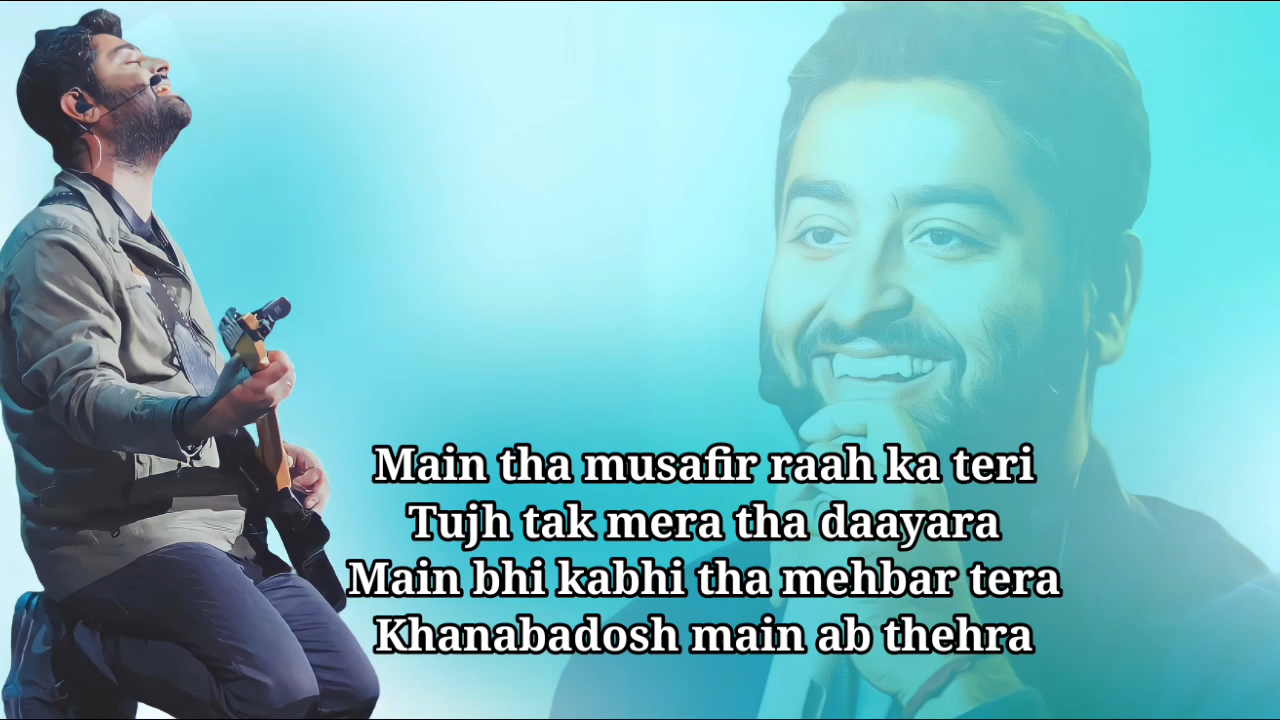 Main tha musafir raah ka teri
Tujh tak mera tha daayara
Main bhi kabhi tha mehbar tera
Khanabadosh main ab thehra